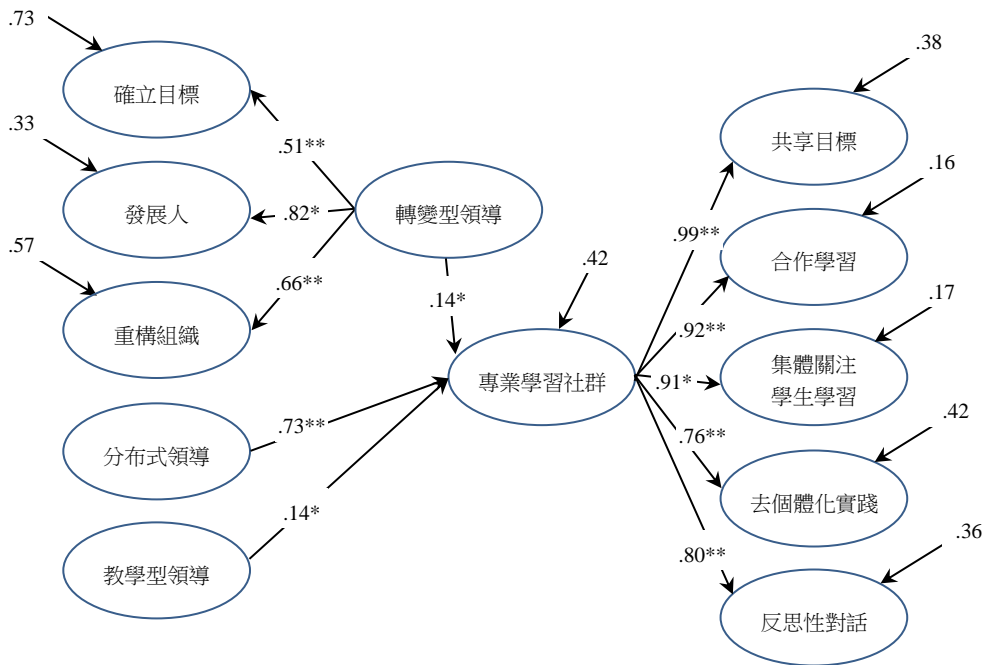 .73
確立目標
.38
.51**
共享目標
.33
.16
發展人
.82*
轉變型領導
.99**
合作學習
.57
.42
.66**
.14*
.92**
.17
重構組織
集體關注
專業學習社群
.91*
學生學習
.42
.73**
.76**
分布式領導
去個體化實踐
.14*
.36
.80**
教學型領導
反思性對話